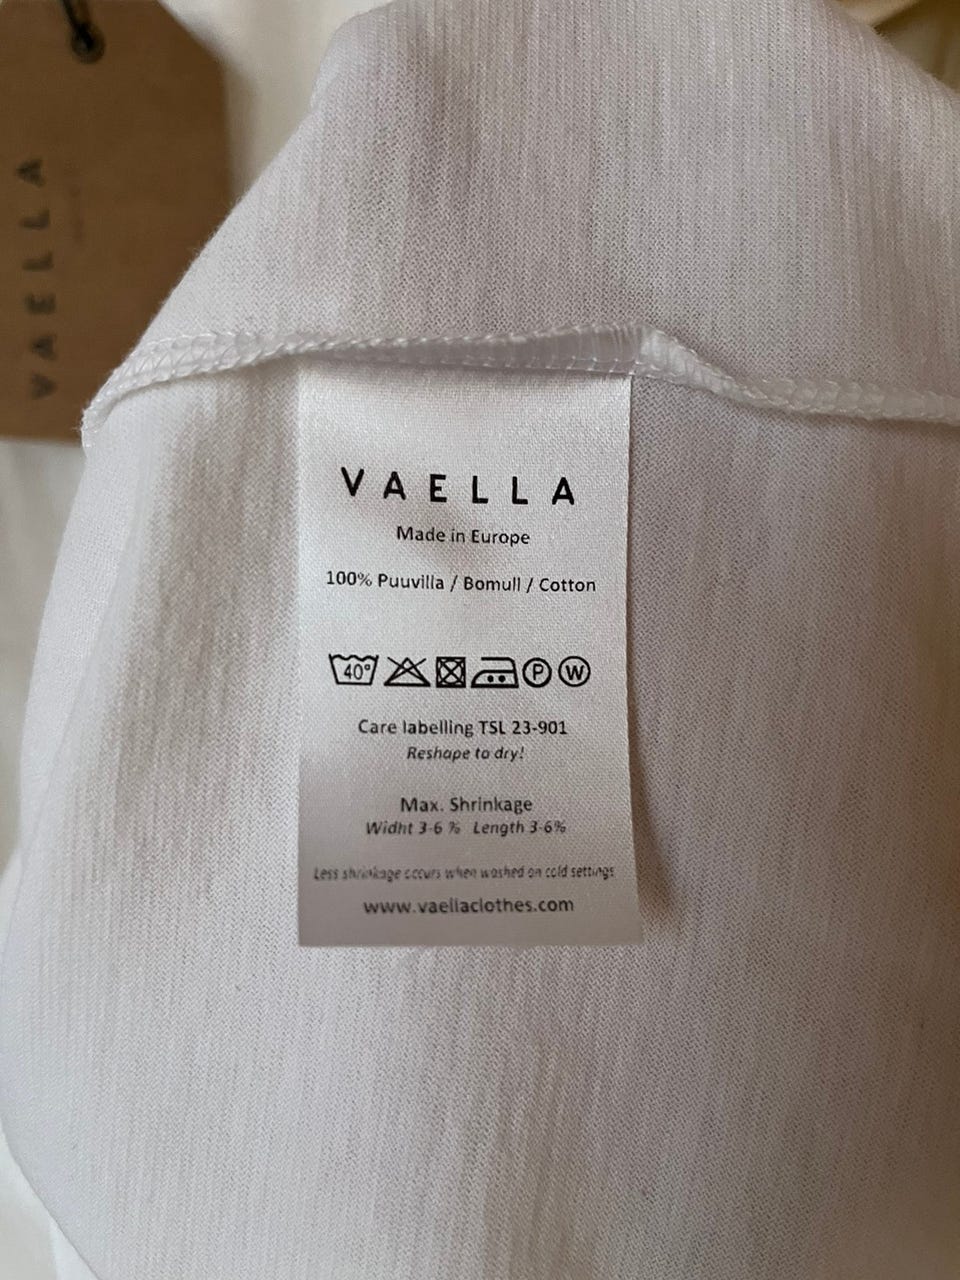 VAELLA
VAELLA
Made in Europe
100% Puuvilla / Bomull / Cotton
40° P W
Care labelling TSL 23-901
Reshape to dry!
Max. Shrinkage
Widht 3-6 % Length 3-6%
Less shrinkage occurs when washed on cold settings
www.vaellaclothes.com